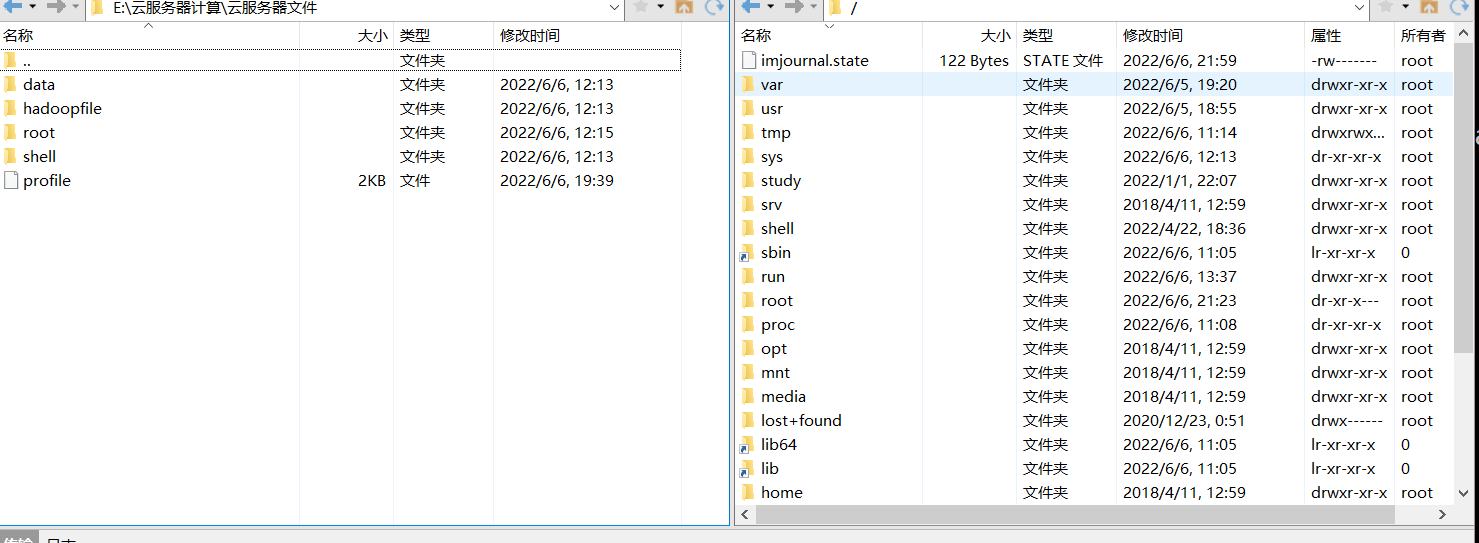 E:\云服务器计算\云服务器文件
名称 大小 类型 修改时间
.. 文件夹
data 文件夹 2022/6/6, 12:13
hadoopfile 文件夹 2022/6/6, 12:13
root 文件夹 2022/6/6, 12:15
shell 文件夹 2022/6/6, 12:13
profile 2KB 文件 2022/6/6, 19:39
/
名称 大小 类型 修改时间 属性 所有者
imjournal.state 122 Bytes STATE 文件 2022/6/6, 21:59 -rw------- root
var 文件夹 2022/6/5, 19:20 drwxr-xr-x root
usr 文件夹 2022/6/5, 18:55 drwxr-xr-x root
tmp 文件夹 2022/6/6, 11:14 drwxrwx... root
sys 文件夹 2022/6/6, 12:13 dr-xr-xr-x root
study 文件夹 2022/1/1, 22:07 drwxr-xr-x root
srv 文件夹 2018/4/11, 12:59 drwxr-xr-x root
shell 文件夹 2022/4/22, 18:36 drwxr-xr-x root
sbin 文件夹 2022/6/6, 11:05 lr-xr-xr-x 0
run 文件夹 2022/6/6, 13:37 drwxr-xr-x root
root 文件夹 2022/6/6, 21:23 dr-xr-x--- root
proc 文件夹 2022/6/6, 11:08 dr-xr-xr-x root
opt 文件夹 2018/4/11, 12:59 drwxr-xr-x root
mnt 文件夹 2018/4/11, 12:59 drwxr-xr-x root
media 文件夹 2018/4/11, 12:59 drwxr-xr-x root
lost+found 文件夹 2020/12/23, 0:51 drwx------ root
lib64 文件夹 2022/6/6, 11:05 lr-xr-xr-x 0
lib 文件夹 2022/6/6, 11:05 lr-xr-xr-x 0
home 文件夹 2018/4/11, 12:59 drwxr-xr-x root